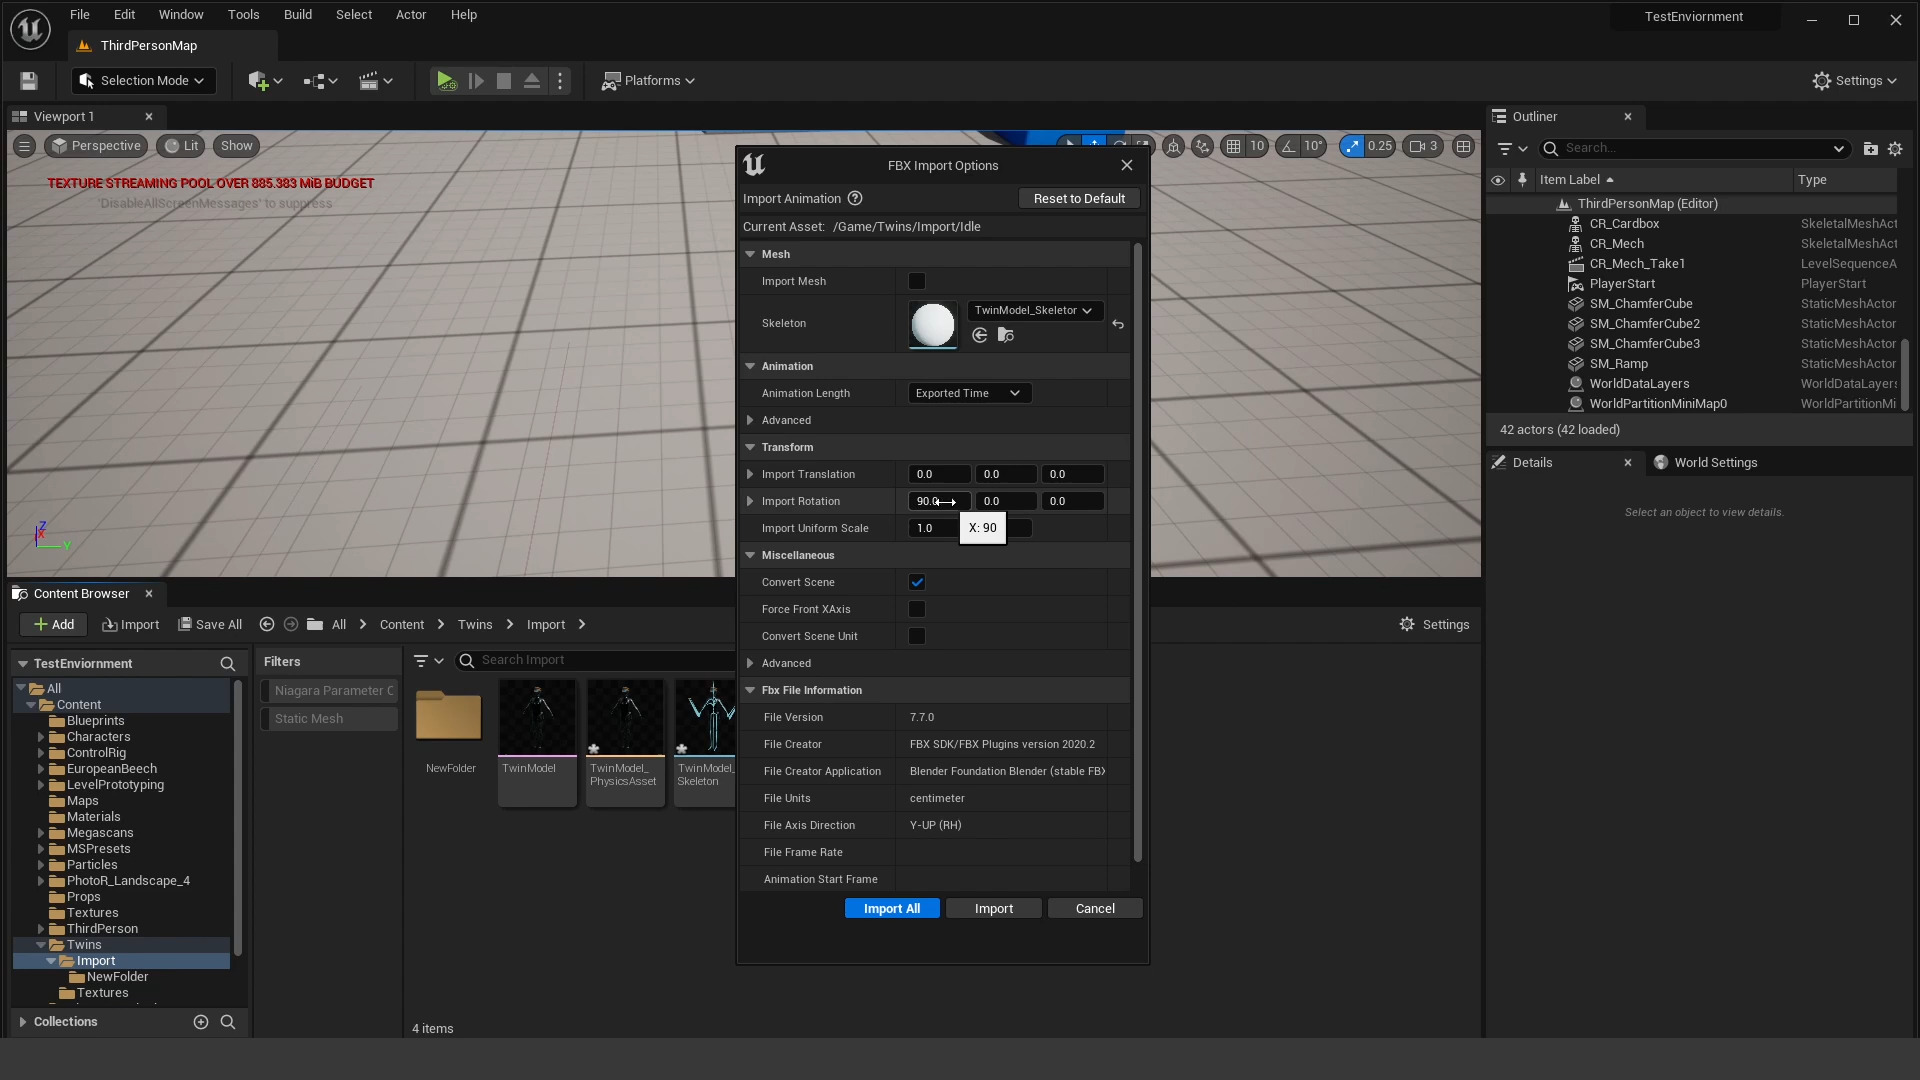 File Edit Window Tools Build Select Actor Help
TestEnviornment
ThirdPersonMap
Selection Mode
Platforms
Settings
Viewport 1
Outliner
Perspective
Lit
Show
10
10°
0.25
3
Search...
TEXTURE STREAMING POOL OVER 885.383 MiB BUDGET
'DisableAllScreenMessages' to suppress
Item Label
Type
ThirdPersonMap (Editor)
CR_Cardbox SkeletalMeshAct
CR_Mech SkeletalMeshAct
CR_Mech_Take1 LevelSequenceA
PlayerStart PlayerStart
SM_ChamferCube StaticMeshActor
SM_ChamferCube2 StaticMeshActor
SM_ChamferCube3 StaticMeshActor
SM_Ramp StaticMeshActor
WorldDataLayers WorldDataLayers
WorldPartitionMiniMap0 WorldPartitionMi
42 actors (42 loaded)
Details
World Settings
Select an object to view details.
FBX Import Options
Import Animation
Reset to Default
Current Asset: /Game/Twins/Import/Idle
Mesh
Import Mesh
Skeleton
TwinModel_Skeletor
Animation
Animation Length
Exported Time
Advanced
Transform
Import Translation 0.0 0.0 0.0
Import Rotation 90.0 0.0 0.0
Import Uniform Scale 1.0
X: 90
Miscellaneous
Convert Scene
Force Front XAxis
Convert Scene Unit
Advanced
Fbx File Information
File Version 7.7.0
File Creator FBX SDK/FBX Plugins version 2020.2
File Creator Application Blender Foundation Blender (stable FBX
File Units centimeter
File Axis Direction Y-UP (RH)
File Frame Rate
Animation Start Frame
Import All
Import
Cancel
Z
X
Y
Content Browser
Add
Import
Save All
All
Content
Twins
Import
Settings
TestEnviornment
All
Content
Blueprints
Characters
ControlRig
EuropeanBeech
LevelPrototyping
Maps
Materials
Megascans
MSPresets
Particles
PhotoR_Landscape_4
Props
Textures
ThirdPerson
Twins
Import
NewFolder
Textures
Collections
Filters
Niagara Parameter C
Static Mesh
Search Import
NewFolder
TwinModel
TwinModel_
PhysicsAsset
TwinModel_
Skeleton
4 items